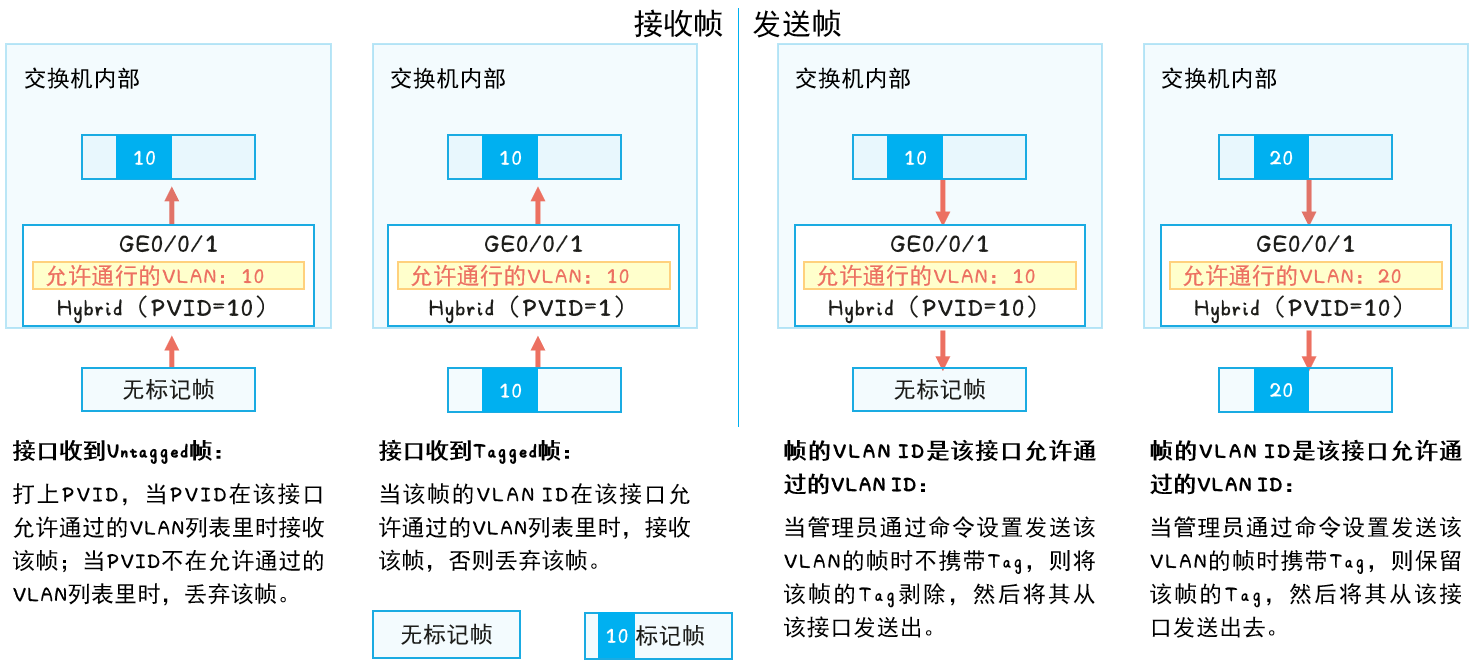 接收帧
发送帧
交换机内部
10
GE0/0/1
允许通行的VLAN：10
Hybrid（PVID=10）
无标记帧
接口收到Untagged帧：
打上PVID，当PVID在该接口
允许通过的VLAN列表里时接收
该帧；当PVID不在允许通过的
VLAN列表里时，丢弃该帧。
交换机内部
10
GE0/0/1
允许通行的VLAN：10
Hybrid（PVID=1）
10
接口收到Tagged帧：
当该帧的VLAN ID在该接口允
许通过的VLAN列表里时，接收
该帧，否则丢弃该帧。
无标记帧
10 标记帧
交换机内部
10
GE0/0/1
允许通行的VLAN：10
Hybrid（PVID=10）
无标记帧
帧的VLAN ID是该接口允许通
过的VLAN ID：
当管理员通过命令设置发送该
VLAN的帧时不携带Tag，则将
该帧的Tag剥除，然后将其从
该接口发送出。
交换机内部
20
GE0/0/1
允许通行的VLAN：20
Hybrid（PVID=10）
20
帧的VLAN ID是该接口允许通
过的VLAN ID：
当管理员通过命令设置发送该
VLAN的帧时携带Tag，则保留
该帧的Tag，然后将其从该接
口发送出去。